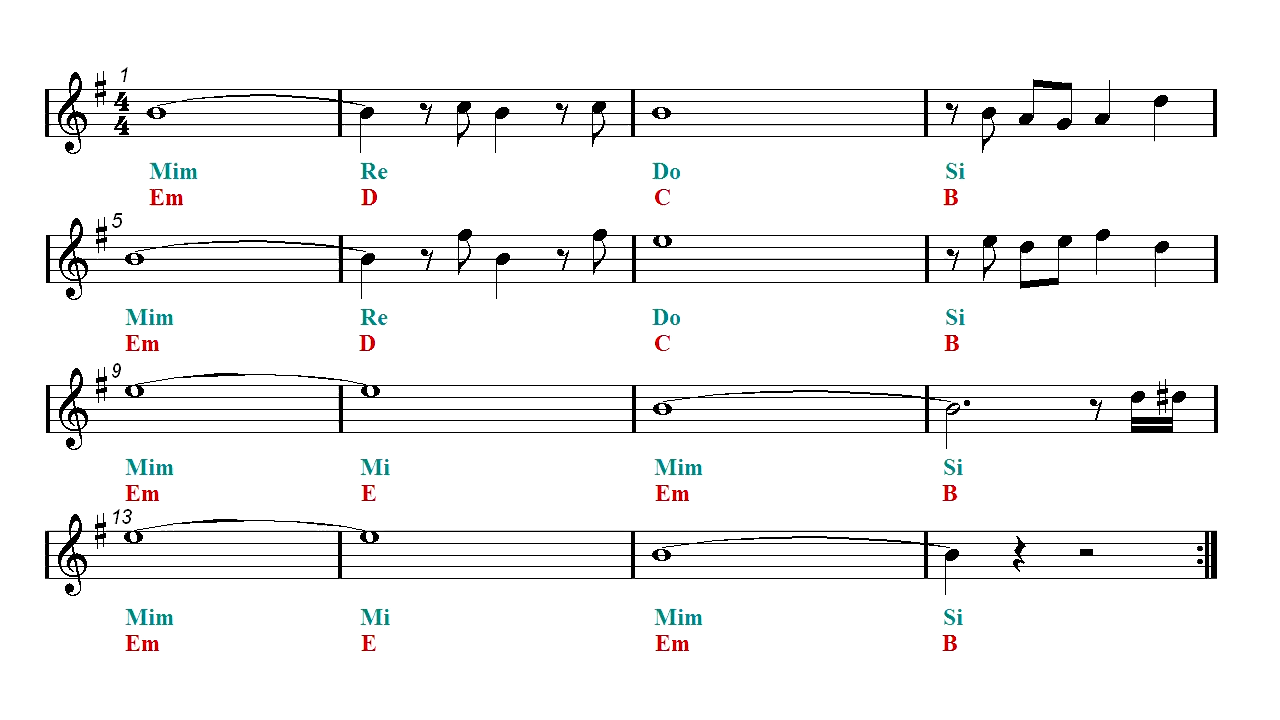 1
4
4
Mim Re Do Si
Em D C B
5
Mim Re Do Si
Em D C B
9
Mim Mi Mim Si
Em E Em B
13
Mim Mi Mim Si
Em E Em B